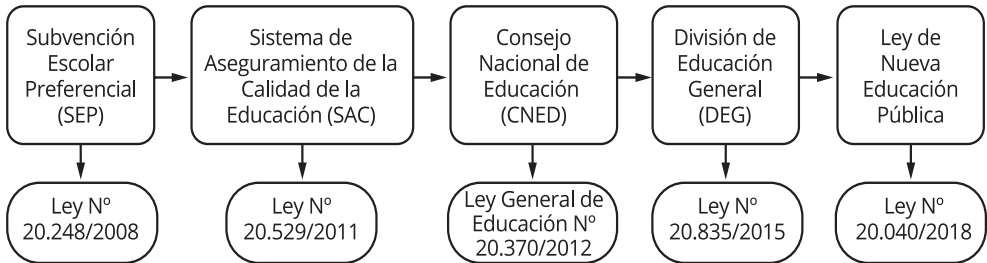 Subvención
Escolar
Preferencial
(SEP)
Sistema de
Aseguramiento de la
Calidad de la
Educación (SAC)
Consejo
Nacional de
Educación
(CNED)
División de
Educación
General
(DEG)
Ley de
Nueva
Educación
Pública
Ley Nº
20.248/2008
Ley Nº
20.529/2011
Ley General de
Educación Nº
20.370/2012
Ley Nº
20.835/2015
Ley Nº
20.040/2018